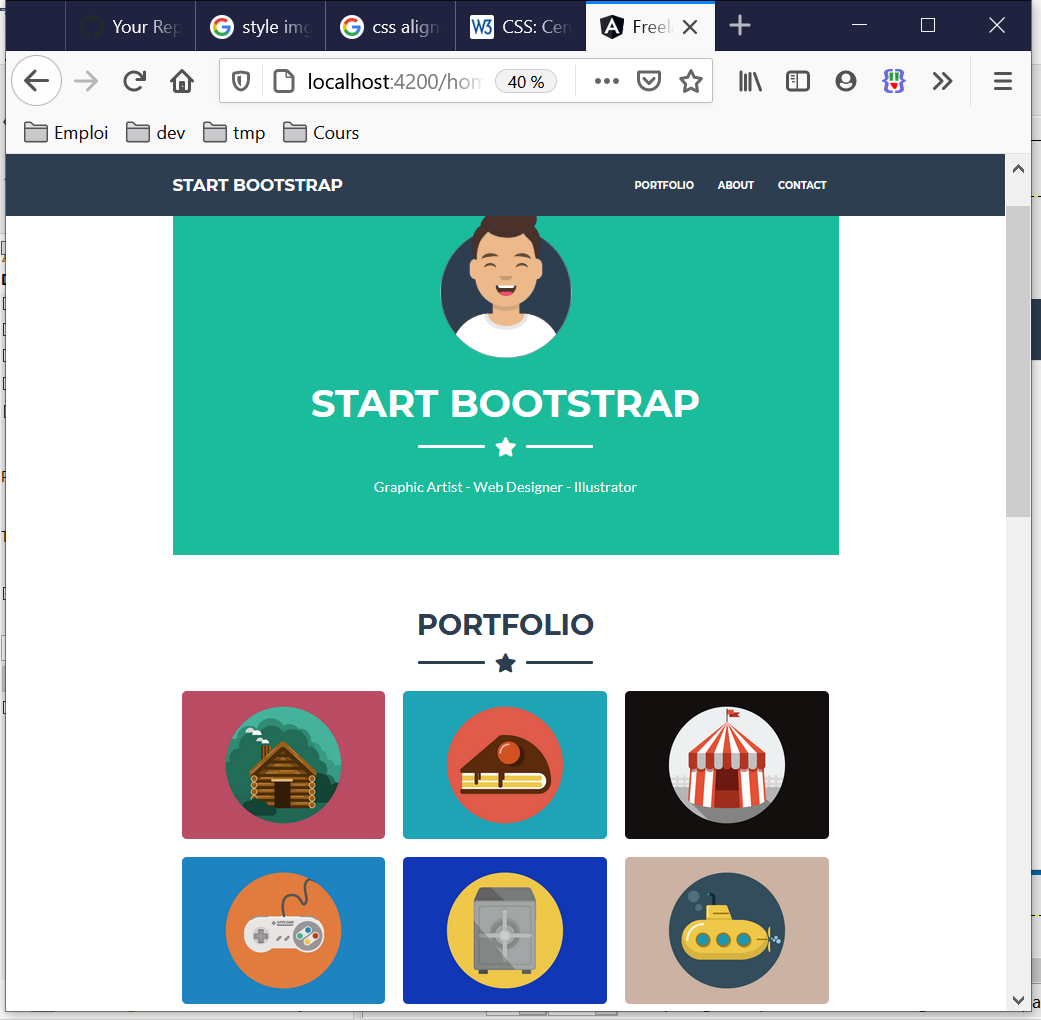 Your Rep
style img
css align
W3 CSS: Cen
Freel
localhost:4200/hom
40 %
Emploi dev tmp Cours
START BOOTSTRAP PORTFOLIO ABOUT CONTACT
START BOOTSTRAP
Graphic Artist - Web Designer - Illustrator
PORTFOLIO